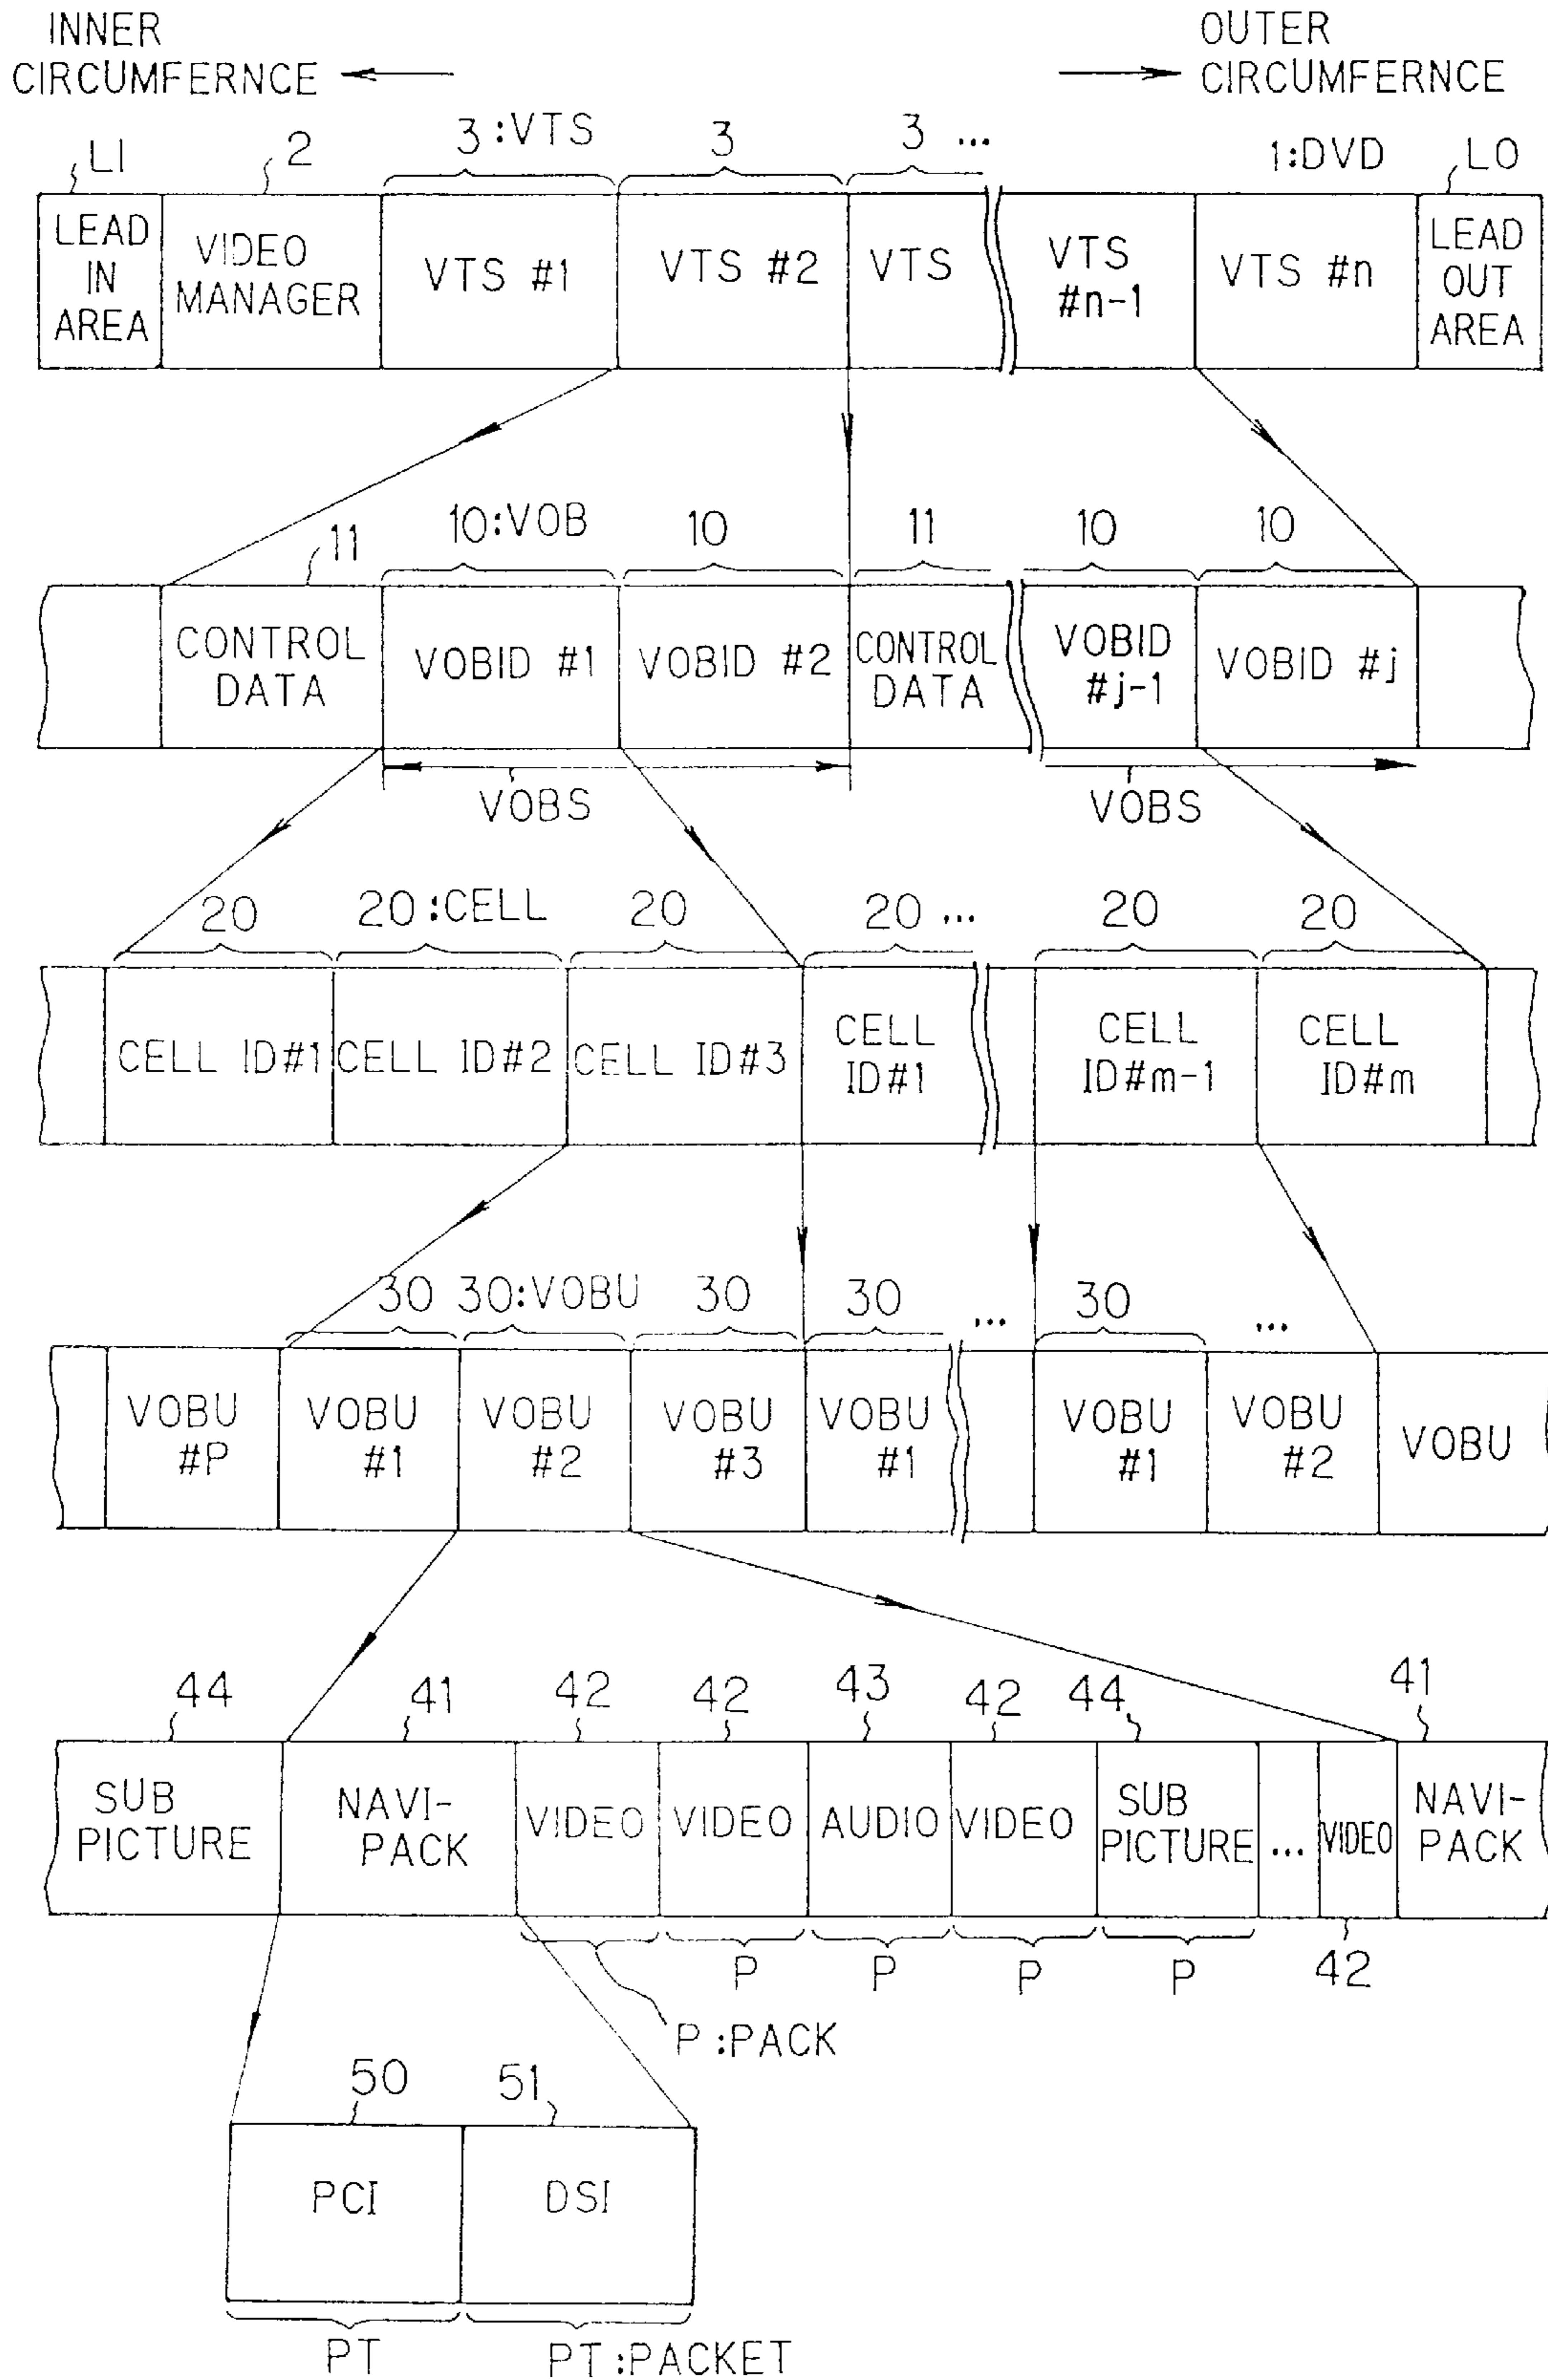 INNER
CIRCUMFERNCE
OUTER
CIRCUMFERNCE
LI
2
3:VTS
3
3 ...
1:DVD
LO
LEAD
IN
AREA
VIDEO
MANAGER
VTS #1
VTS #2
VTS
VTS
#n-1
VTS #n
LEAD
OUT
AREA
11
10:VOB
10
11
10
10
CONTROL
DATA
VOBID #1
VOBID #2
CONTROL
DATA
VOBID
#j-1
VOBID #j
VOBS
VOBS
20
20:CELL
20
20 ...
20
20
CELL ID#1
CELL ID#2
CELL ID#3
CELL
ID#1
CELL
ID#m-1
CELL
ID#m
30
30:VOBU
30
30
...
30
...
VOBU
#P
VOBU
#1
VOBU
#2
VOBU
#3
VOBU
#1
VOBU
#1
VOBU
#2
VOBU
44
41
42
42
43
42
44
41
SUB
PICTURE
NAVI-
PACK
VIDEO
VIDEO
AUDIO
VIDEO
SUB
PICTURE
...
VIDEO
NAVI-
PACK
P
P
P
P
42
P:PACK
50
51
PCI
DSI
PT
PT:PACKET